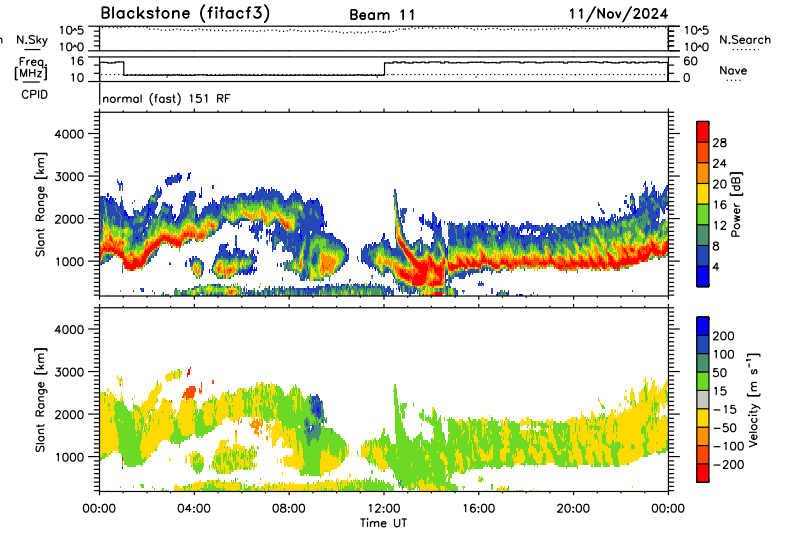 Blackstone (fitacf3) Beam 11 11/Nov/2024
N.Sky 10^5 10^5 N.Search
10^0 10^0
Freq. [MHz] 16 60 Nave
10 0
CPID normal (fast) 151 RF
Slant Range [km]
4000
3000
2000
1000
28
24
20
16
12
8
4
Power [dB]
Slant Range [km]
4000
3000
2000
1000
200
100
50
15
−15
−50
−100
−200
Velocity [m s⁻¹]
00:00 04:00 08:00 12:00 16:00 20:00 00:00
Time UT